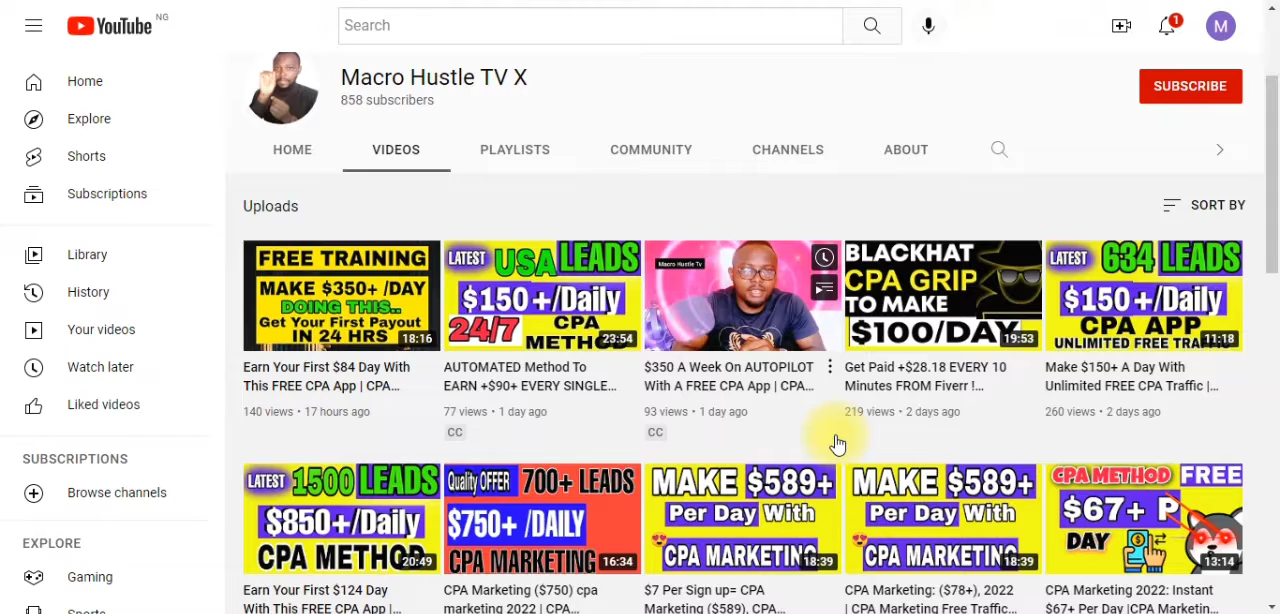 YouTube NG
Search
1
M
Home
Explore
Shorts
Subscriptions
Library
History
Your videos
Watch later
Liked videos
SUBSCRIPTIONS
Browse channels
EXPLORE
Gaming
Sports
Macro Hustle TV X
858 subscribers
SUBSCRIBE
HOME VIDEOS PLAYLISTS COMMUNITY CHANNELS ABOUT
Uploads
SORT BY
FREE TRAINING
MAKE $350+ /DAY
DOING THIS..
Get Your First Payout
IN 24 HRS
18:16
Earn Your First $84 Day With
This FREE CPA App | CPA...
140 views • 17 hours ago
LATEST USA LEADS
$150+/Daily
24/7 CPA
METHOD
23:54
AUTOMATED Method To
EARN +$90+ EVERY SINGLE...
77 views • 1 day ago
CC
Macro Hustle Tv
$350 A Week On AUTOPILOT
With A FREE CPA App | CPA...
93 views • 1 day ago
CC
BLACKHAT
CPA GRIP
TO MAKE
$100/DAY
19:53
Get Paid +$28.18 EVERY 10
Minutes FROM Fiverr !...
219 views • 2 days ago
LATEST 634 LEADS
$150+/Daily
CPA APP
UNLIMITED FREE
11:18
Make $150+ A Day With
Unlimited FREE CPA Traffic |...
260 views • 2 days ago
LATEST 1500 LEADS
$850+/Daily
CPA METHOD
20:49
Earn Your First $124 Day
With This FREE CPA App |
Quality OFFER 700+ LEADS
$750+ /DAILY
CPA MARKETING
16:34
CPA Marketing ($750) cpa
marketing 2022 | CPA...
MAKE $589+
Per Day With
CPA MARKETING
18:39
$7 Per Sign up= CPA
Marketing ($589), CPA...
MAKE $589+
Per Day With
CPA MARKETING
18:39
CPA Marketing: ($78+), 2022
| CPA Marketing Free Traffic...
CPA METHOD FREE
$67+ P
DAY
13:14
CPA Marketing 2022: Instant
$67+ Per Day CPA Marketing...